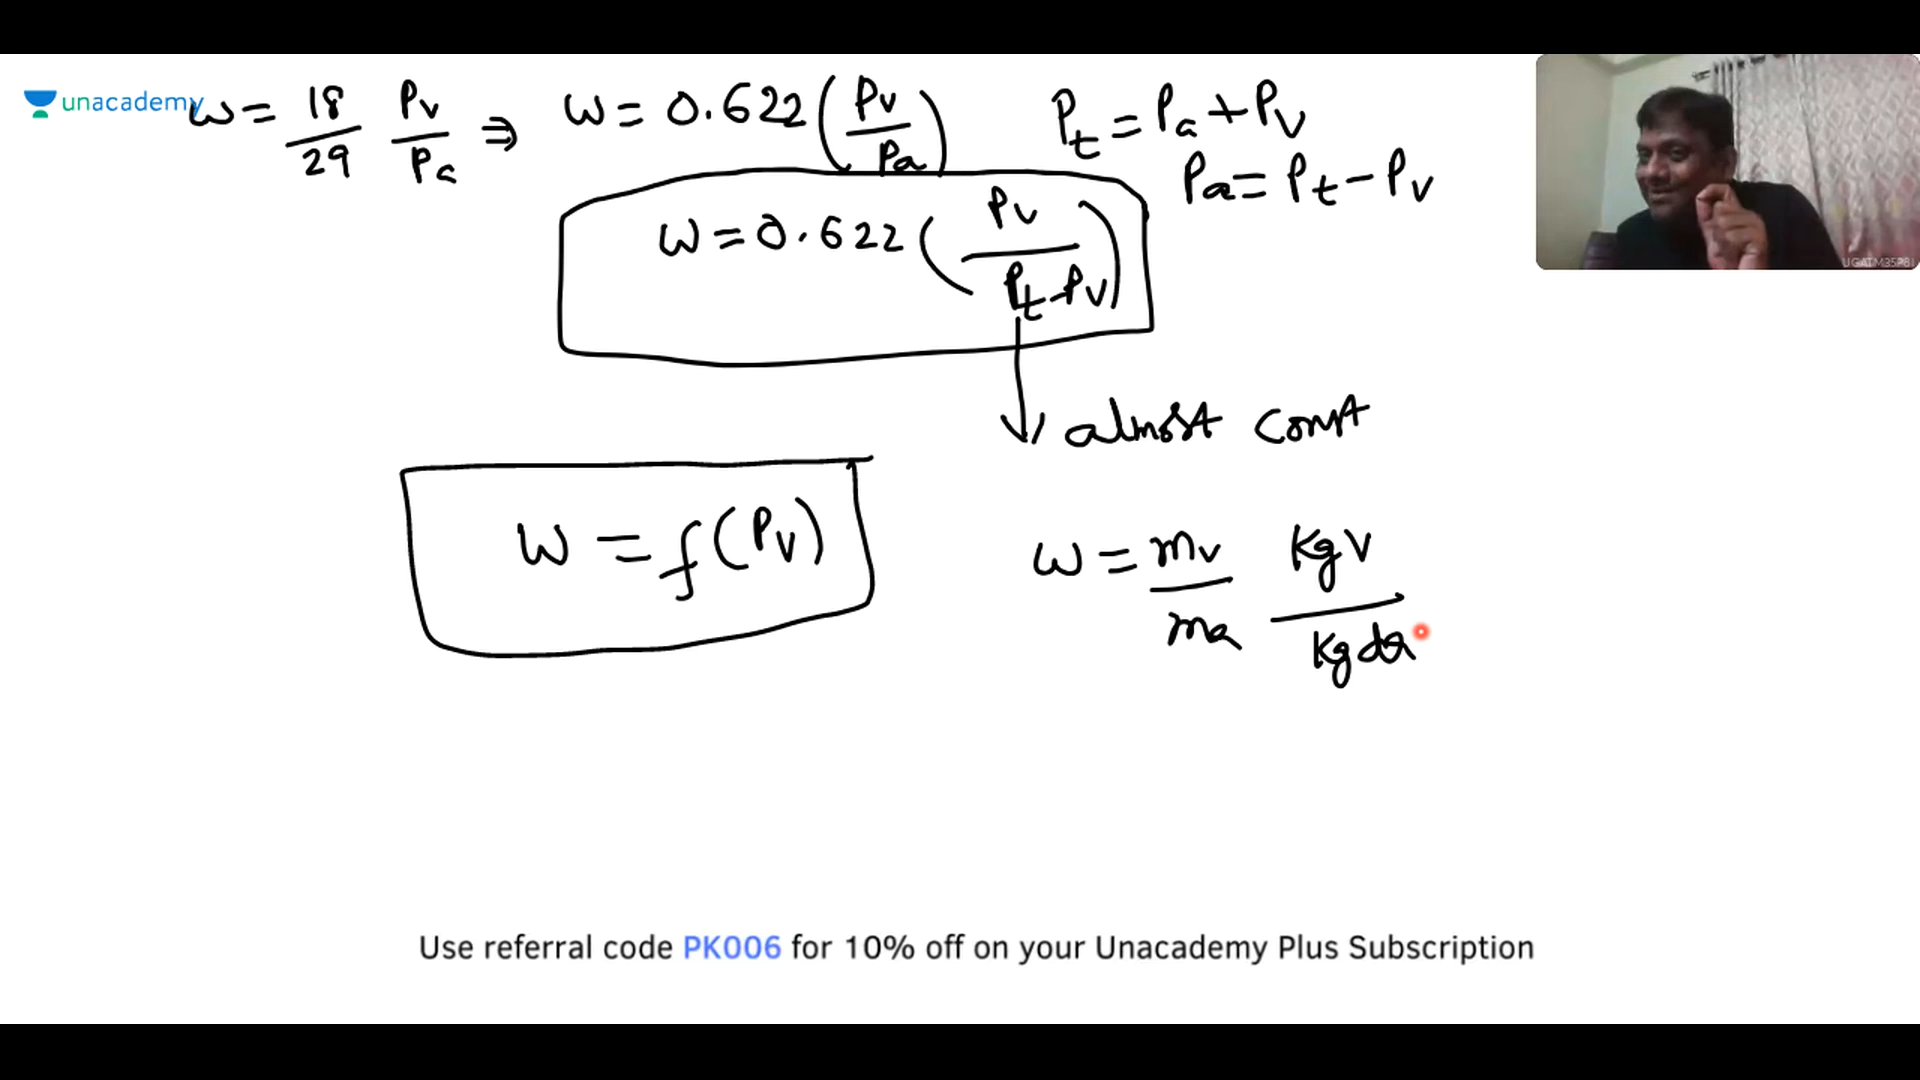 unacademy
ω = 18/29 Pv/Pa ⇒ ω = 0.622 (Pv/Pa) Pt = Pa + Pv
Pa = Pt - Pv
ω = 0.622 (Pv/(Pt - Pv))
almost const
ω = f(Pv)
ω = mv/ma kgv/kgda
Use referral code PK006 for 10% off on your Unacademy Plus Subscription